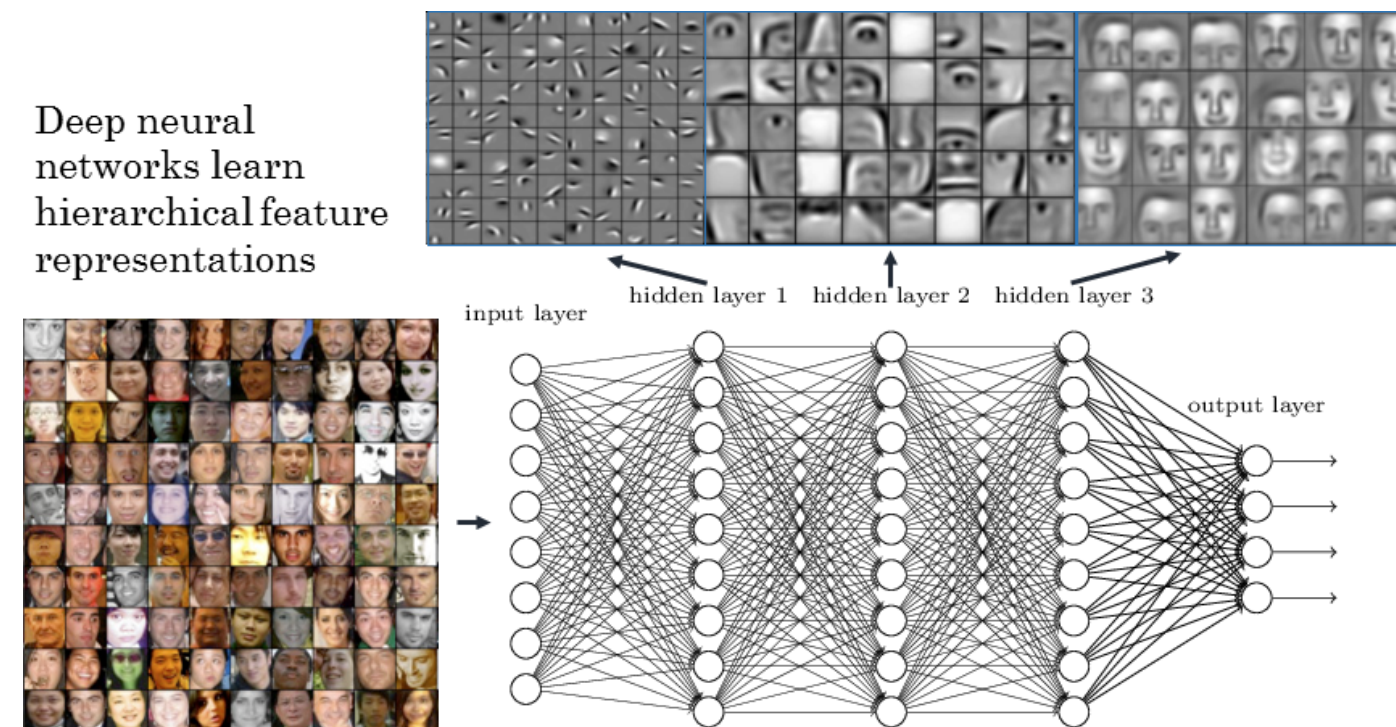 Deep neural
networks learn
hierarchical feature
representations
input layer
hidden layer 1
hidden layer 2
hidden layer 3
output layer